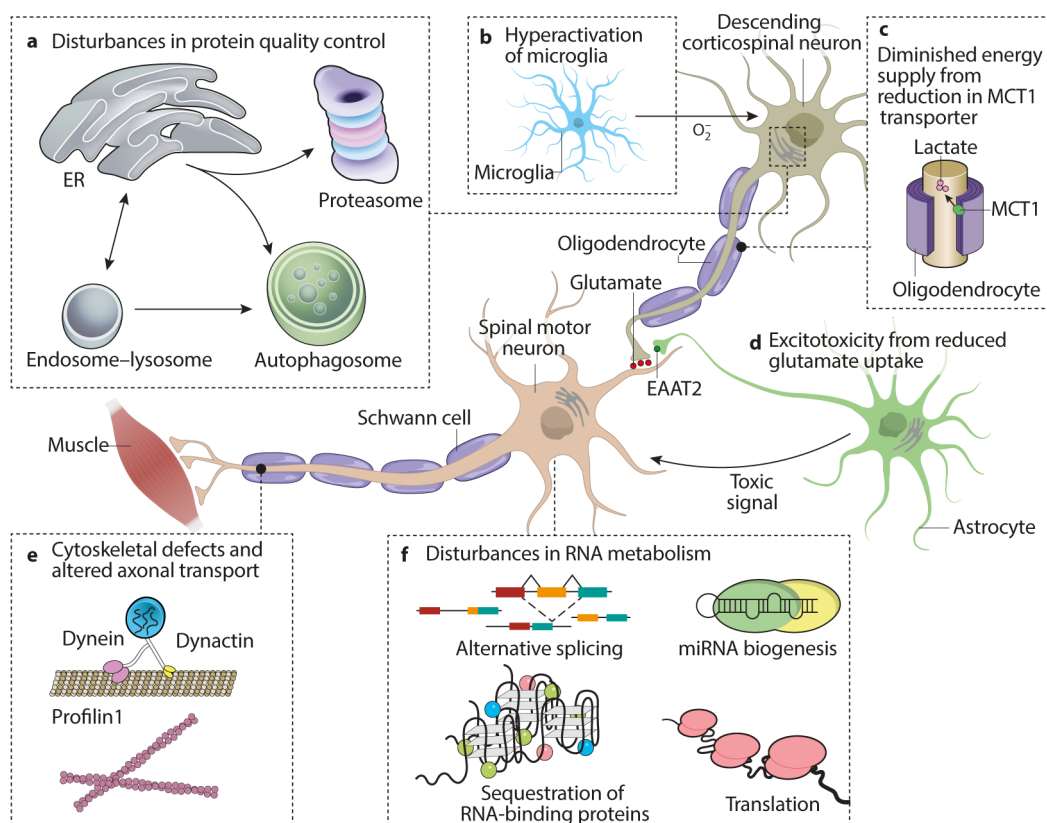 a Disturbances in protein quality control
ER
Proteasome
Endosome–lysosome
Autophagosome
b Hyperactivation
of microglia
Microglia
O₂⁻
Descending
corticospinal neuron
c
Diminished energy
supply from
reduction in MCT1
transporter
Lactate
MCT1
Oligodendrocyte
Oligodendrocyte
Glutamate
Spinal motor
neuron
EAAT2
d Excitotoxicity from reduced
glutamate uptake
Schwann cell
Muscle
Toxic
signal
Astrocyte
e Cytoskeletal defects and
altered axonal transport
Dynein
Dynactin
Profilin1
f Disturbances in RNA metabolism
Alternative splicing
miRNA biogenesis
Sequestration of
RNA-binding proteins
Translation